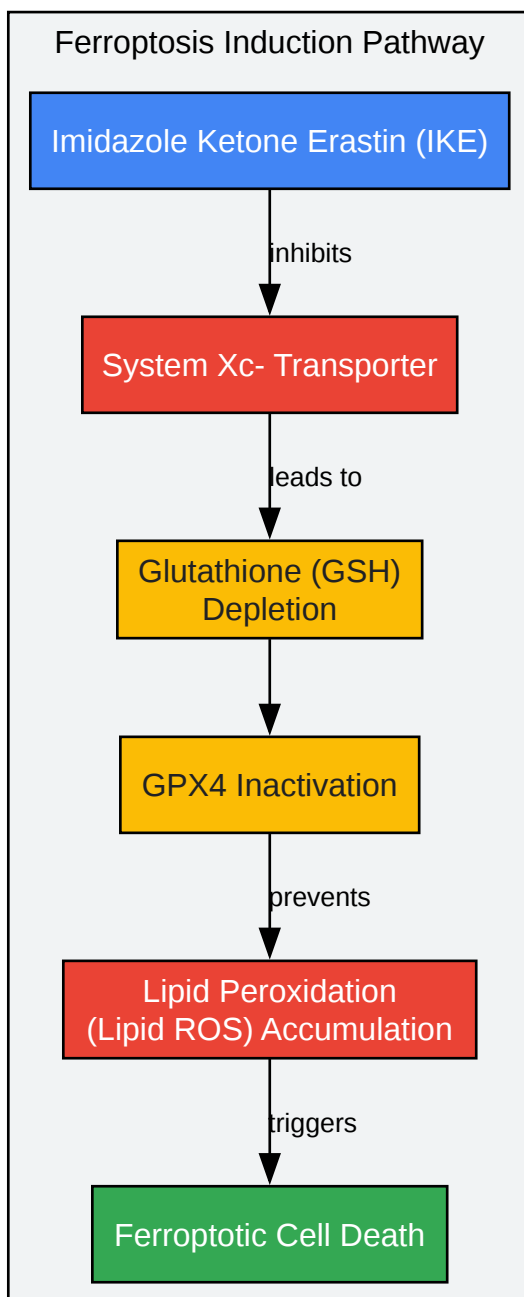 Ferroptosis Induction Pathway
Imidazole Ketone Erastin (IKE)
inhibits
System Xc- Transporter
leads to
Glutathione (GSH)
Depletion
GPX4 Inactivation
prevents
Lipid Peroxidation
(Lipid ROS) Accumulation
triggers
Ferroptotic Cell Death